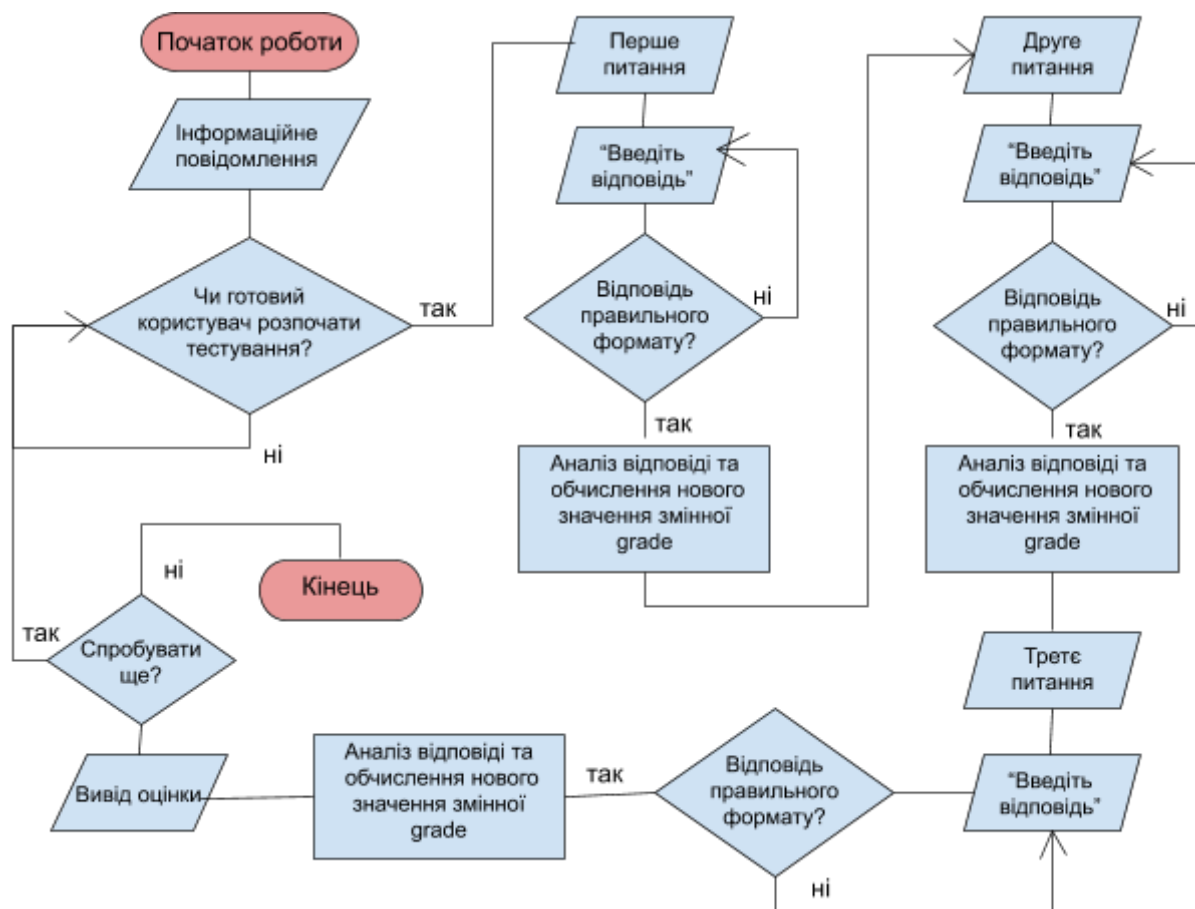 Початок роботи
Інформаційне
повідомлення
Чи готовий
користувач розпочати
тестування?
так
ні
Перше
питання
“Введіть
відповідь”
Відповідь
правильного
формату?
ні
так
Аналіз відповіді та
обчислення нового
значення змінної
grade
Друге
питання
“Введіть
відповідь”
Відповідь
правильного
формату?
ні
так
Аналіз відповіді та
обчислення нового
значення змінної
grade
Третє
питання
“Введіть
відповідь”
Відповідь
правильного
формату?
ні
так
Аналіз відповіді та
обчислення нового
значення змінної
grade
Вивід оцінки
Спробувати
ще?
так
ні
Кінець